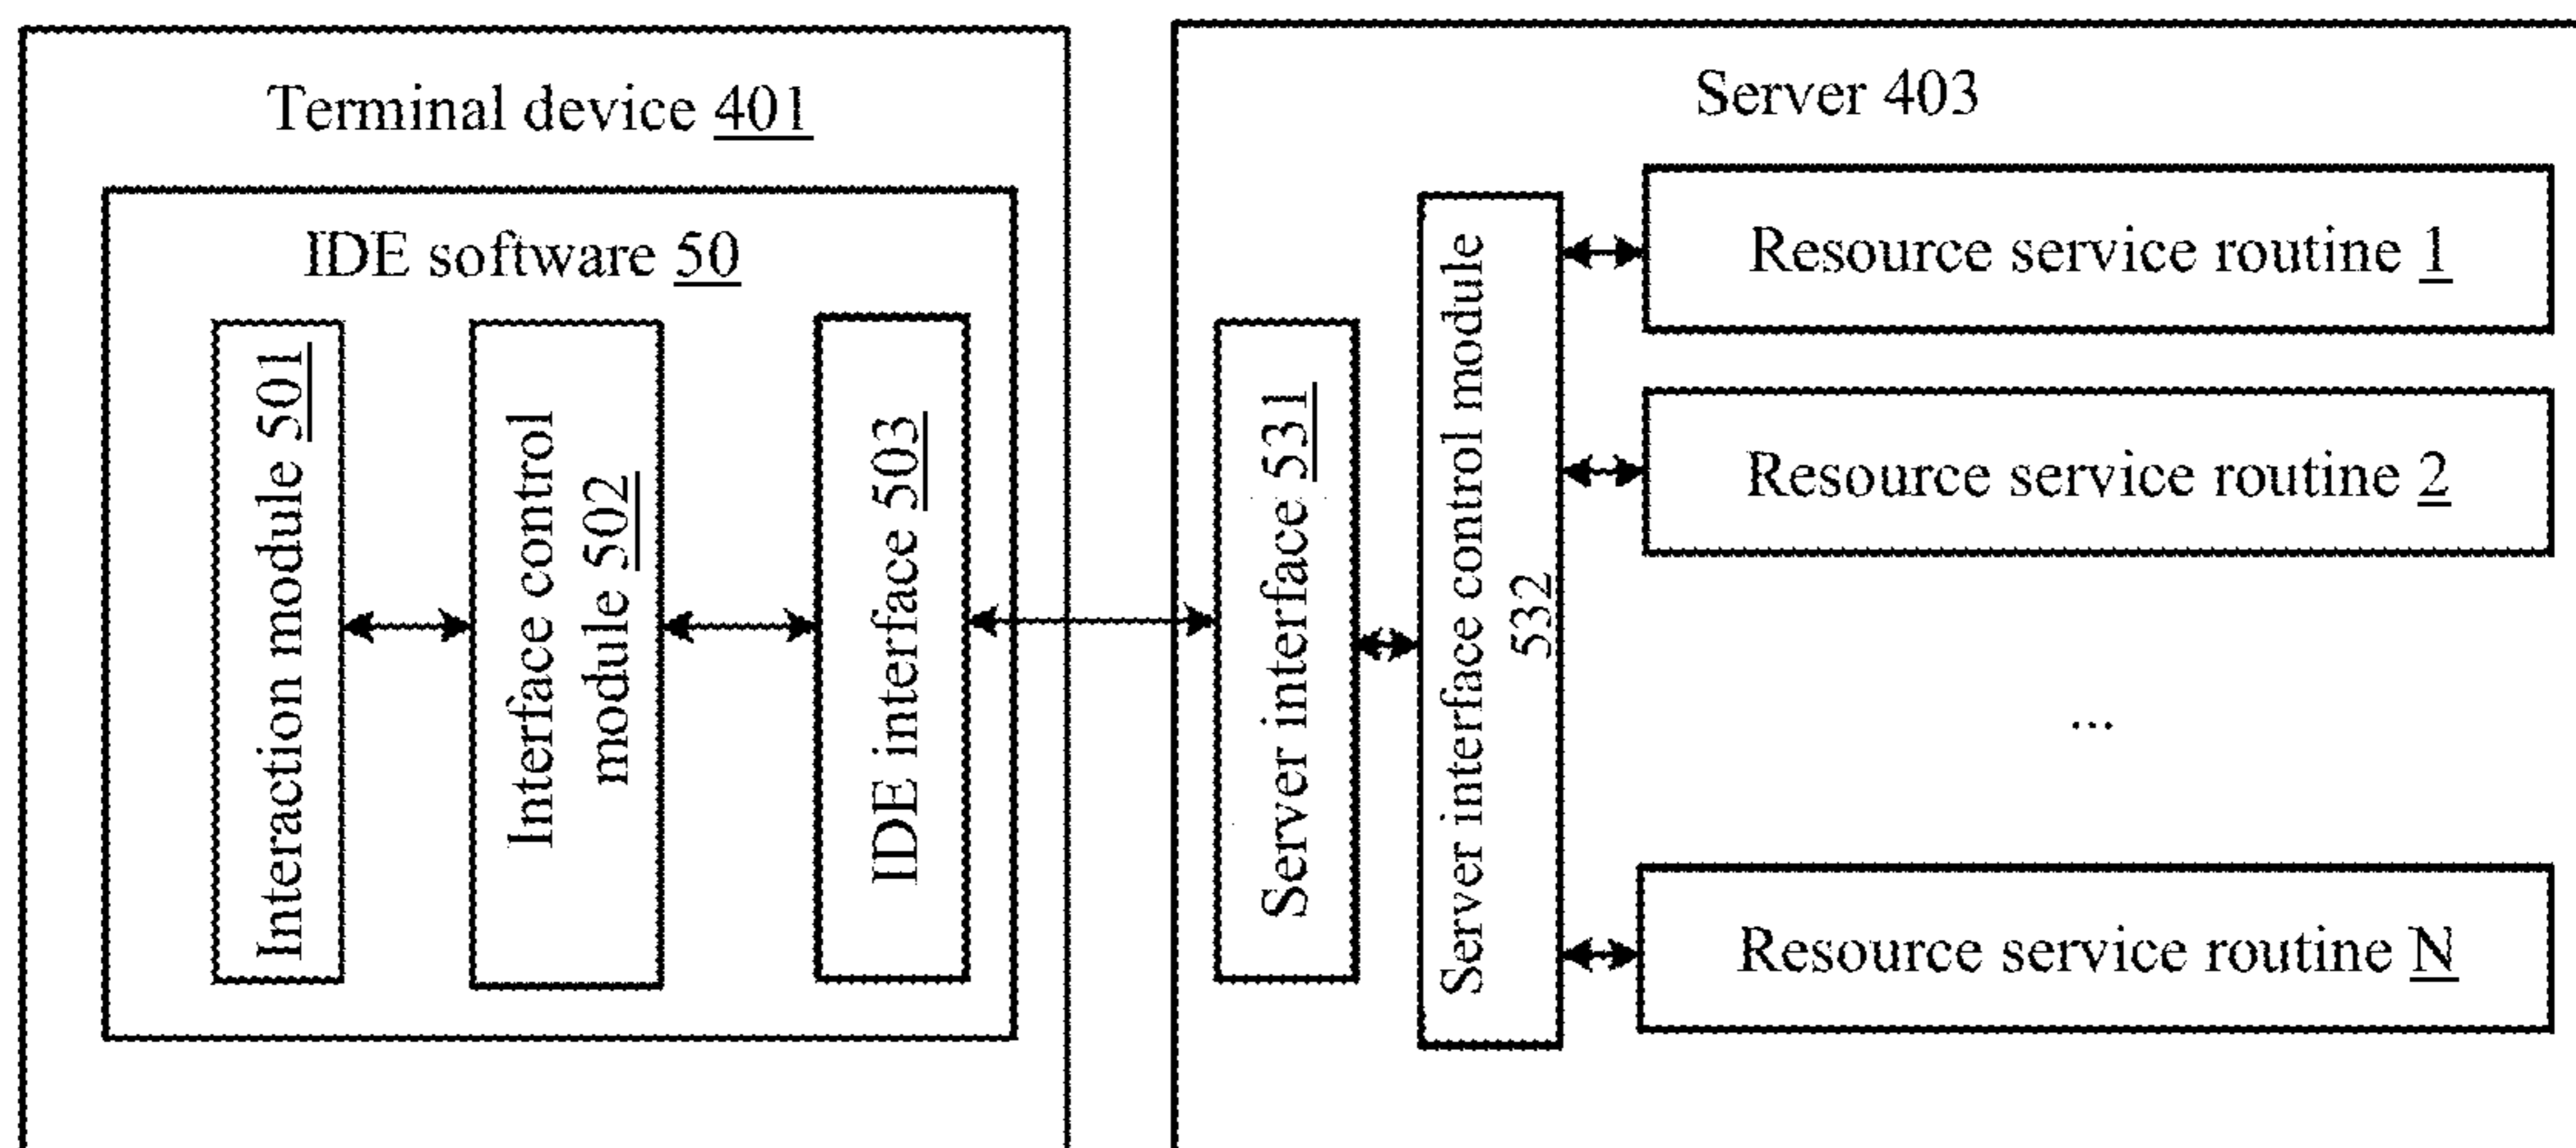 Terminal device 401
IDE software 50
Interaction module 501
Interface control
module 502
IDE interface 503
Server 403
Server interface 531
Server interface control module
532
Resource service routine 1
Resource service routine 2
...
Resource service routine N